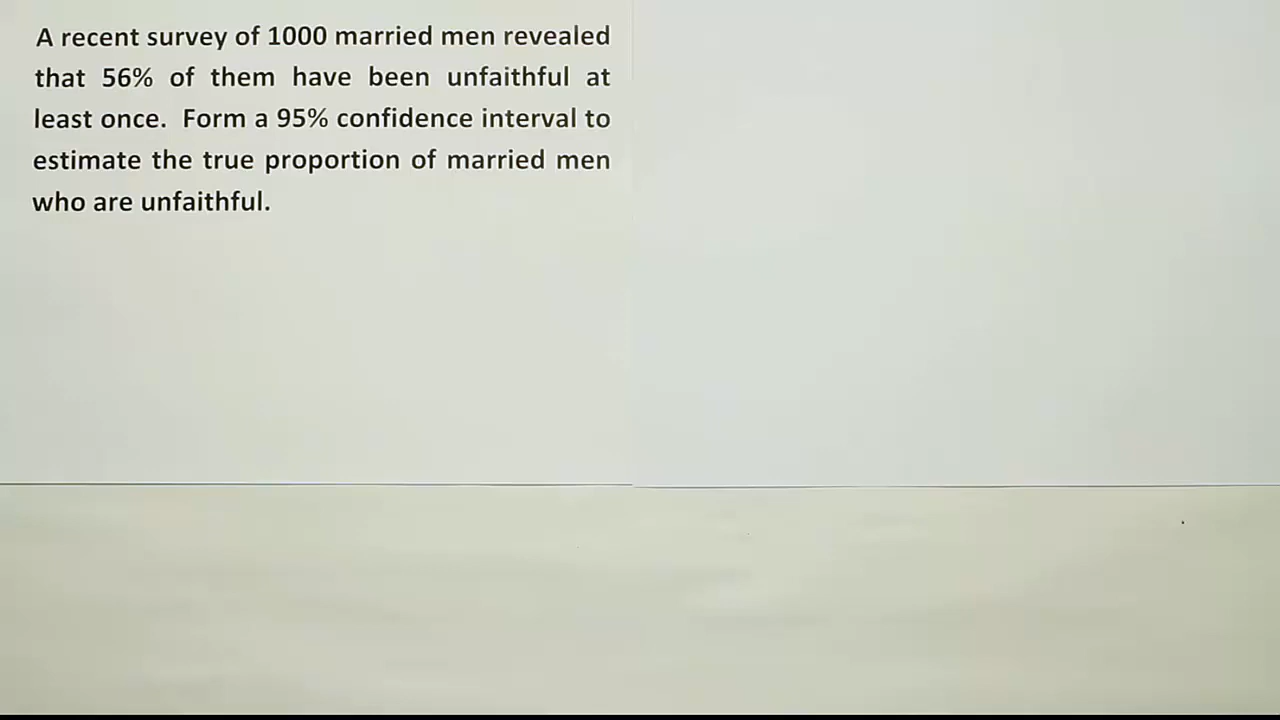 A recent survey of 1000 married men revealed
that 56% of them have been unfaithful at
least once. Form a 95% confidence interval to
estimate the true proportion of married men
who are unfaithful.